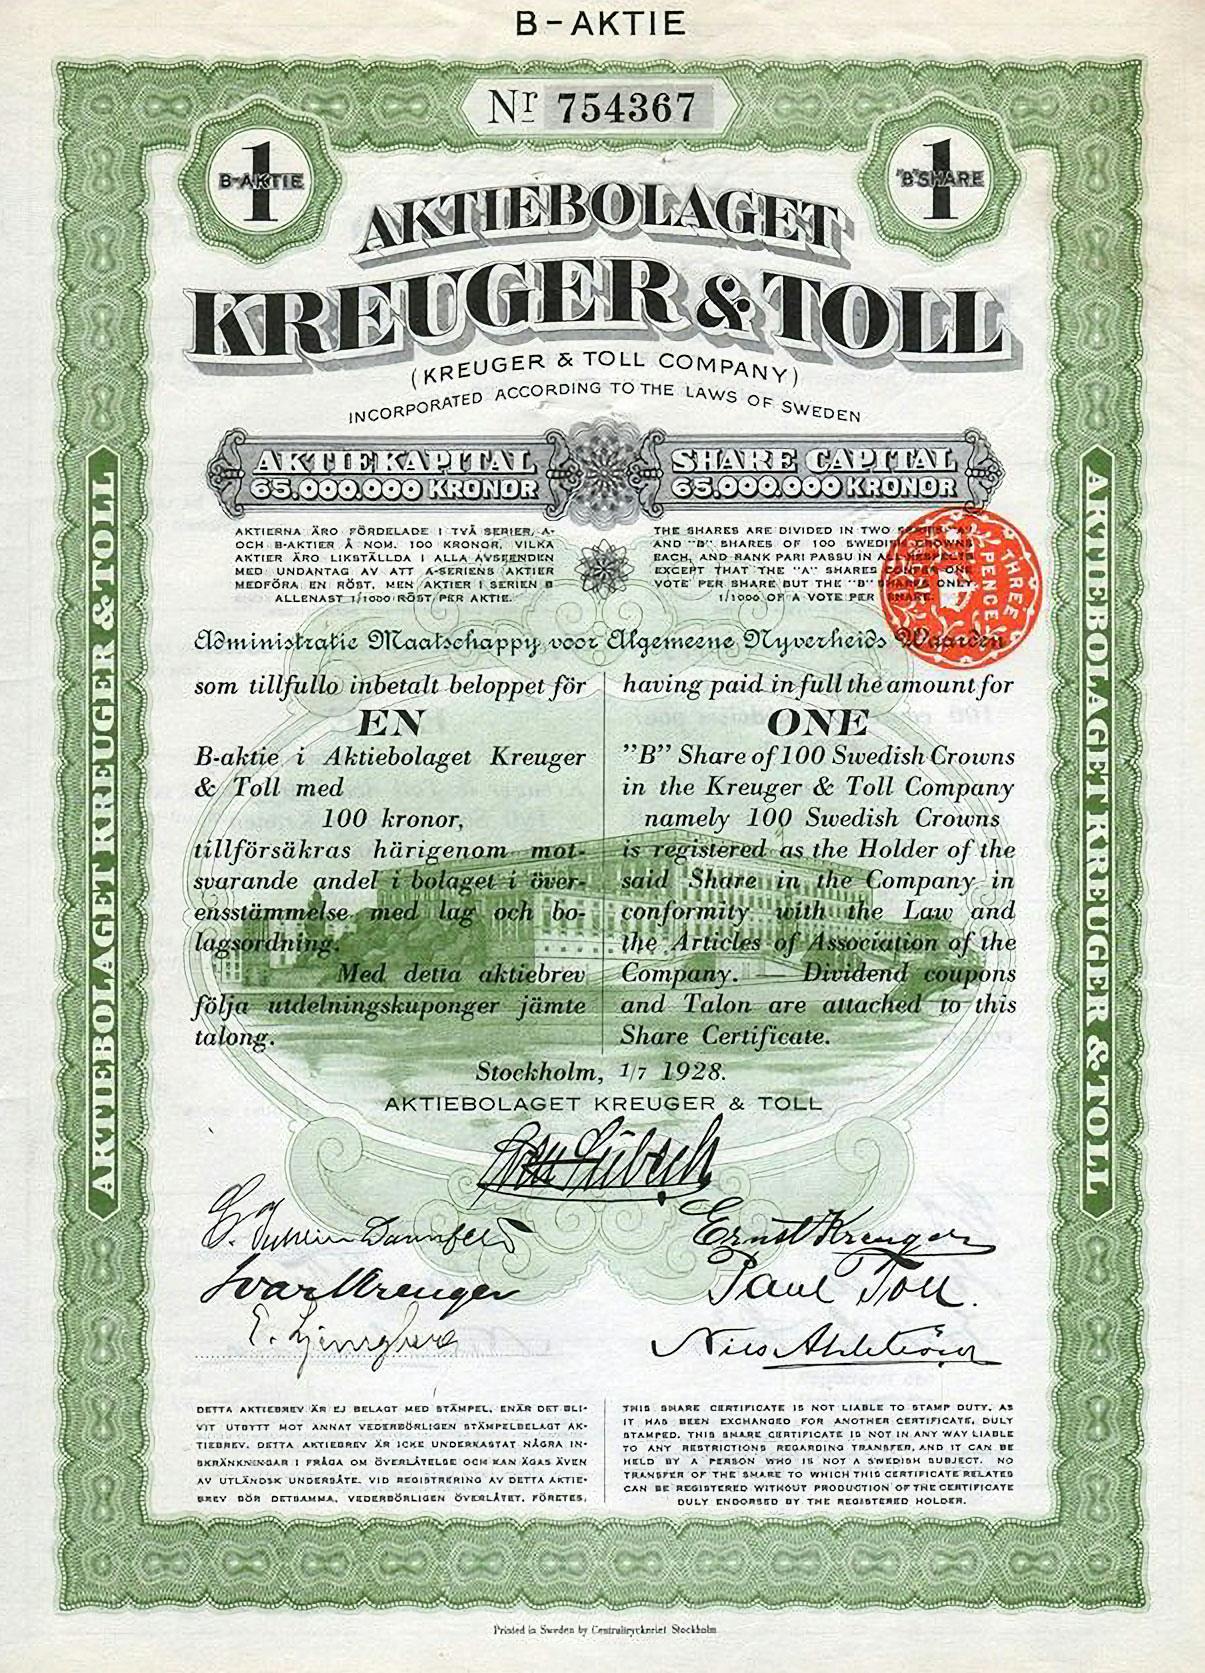 B-AKTIE
Nr 754367
1
B-AKTIE
1
"B" SHARE
AKTIEBOLAGET
KREUGER & TOLL
(KREUGER & TOLL COMPANY)
INCORPORATED ACCORDING TO THE LAWS OF SWEDEN
AKTIEKAPITAL
65.000.000 KRONOR
SHARE CAPITAL
65.000.000 KRONOR
AKTIERNA ÄRO FÖRDELADE I TVÅ SERIER, A-
OCH B-AKTIER Å NOM. 100 KRONOR, VILKA
AKTIER ÄRO LIKSTÄLLDA I ALLA AVSEENDEN
MED UNDANTAG AV ATT A-SERIENS AKTIER
MEDFÖRA EN RÖST, MEN AKTIER I SERIEN B
ALLENAST 1/1000 RÖST PER AKTIE.
THE SHARES ARE DIVIDED IN TWO SERIES "A"
AND "B" SHARES OF 100 SWEDISH CROWNS
EACH, AND RANK PARI PASSU IN ALL RESPECTS
EXCEPT THAT THE "A" SHARES CONFER ONE
VOTE PER SHARE BUT THE "B" SHARES ONLY
1/1000 OF A VOTE PER SHARE.
THREE
PENCE
Administratie Maatschappy voor Algemeene Nyverheids Waarden
som tillfullo inbetalt beloppet för
EN
B-aktie i Aktiebolaget Kreuger
& Toll med
100 kronor,
tillförsäkras härigenom mot-
svarande andel i bolaget i över-
ensstämmelse med lag och bo-
lagsordning.
Med detta aktiebrev
följa utdelningskuponger jämte
talong.
having paid in full the amount for
ONE
"B" Share of 100 Swedish Crowns
in the Kreuger & Toll Company
namely 100 Swedish Crowns
is registered as the Holder of the
said Share in the Company in
conformity with the Law and
the Articles of Association of the
Company. — Dividend coupons
and Talon are attached to this
Share Certificate.
Stockholm, 1/7 1928.
AKTIEBOLAGET KREUGER & TOLL
Ivar Kreuger
Ernst Kreuger
Paul Toll.
Nils Ahlström
DETTA AKTIEBREV ÄR EJ BELAGT MED STÄMPEL, ENÄR DET BLI-
VIT UTBYTT MOT ANNAT VEDERBÖRLIGEN STÄMPELBELAGT AK-
TIEBREV. DETTA AKTIEBREV ÄR ICKE UNDERKASTAT NÅGRA IN-
SKRÄNKNINGAR I FRÅGA OM ÖVERLÅTELSE OCH KAN ÄGAS ÄVEN
AV UTLÄNDSK UNDERSÅTE. VID REGISTRERING AV DETTA AKTIE-
BREV BÖR DETSAMMA, VEDERBÖRLIGEN ÖVERLÅTET, FÖRETES.
THIS SHARE CERTIFICATE IS NOT LIABLE TO STAMP DUTY, AS
IT HAS BEEN EXCHANGED FOR ANOTHER CERTIFICATE, DULY
STAMPED. THIS SHARE CERTIFICATE IS NOT IN ANY WAY LIABLE
TO ANY RESTRICTIONS REGARDING TRANSFER, AND IT CAN BE
HELD BY A PERSON WHO IS NOT A SWEDISH SUBJECT. NO
TRANSFER OF THE SHARE TO WHICH THIS CERTIFICATE RELATES
CAN BE REGISTERED WITHOUT PRODUCTION OF THE CERTIFICATE
DULY ENDORSED BY THE REGISTERED HOLDER.
AKTIEBOLAGET KREUGER & TOLL
AKTIEBOLAGET KREUGER & TOLL
Printed in Sweden by Centraltryckeriet Stockholm